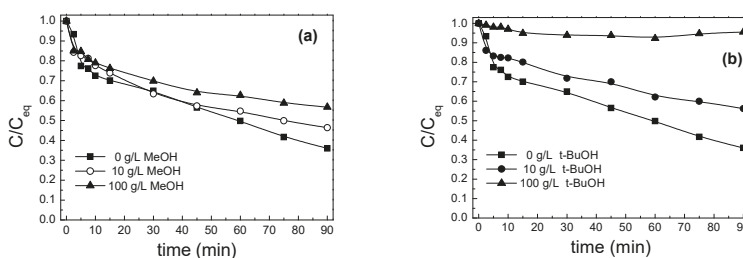 (a)
C/Ceq
1.0
0.9
0.8
0.7
0.6
0.5
0.4
0.3
0.2
0.1
0.0
0 g/L MeOH
10 g/L MeOH
100 g/L MeOH
0 10 20 30 40 50 60 70 80 90
time (min)
(b)
C/Ceq
1.0
0.9
0.8
0.7
0.6
0.5
0.4
0.3
0.2
0.1
0.0
0 g/L t-BuOH
10 g/L t-BuOH
100 g/L t-BuOH
0 10 20 30 40 50 60 70 80 90
time (min)